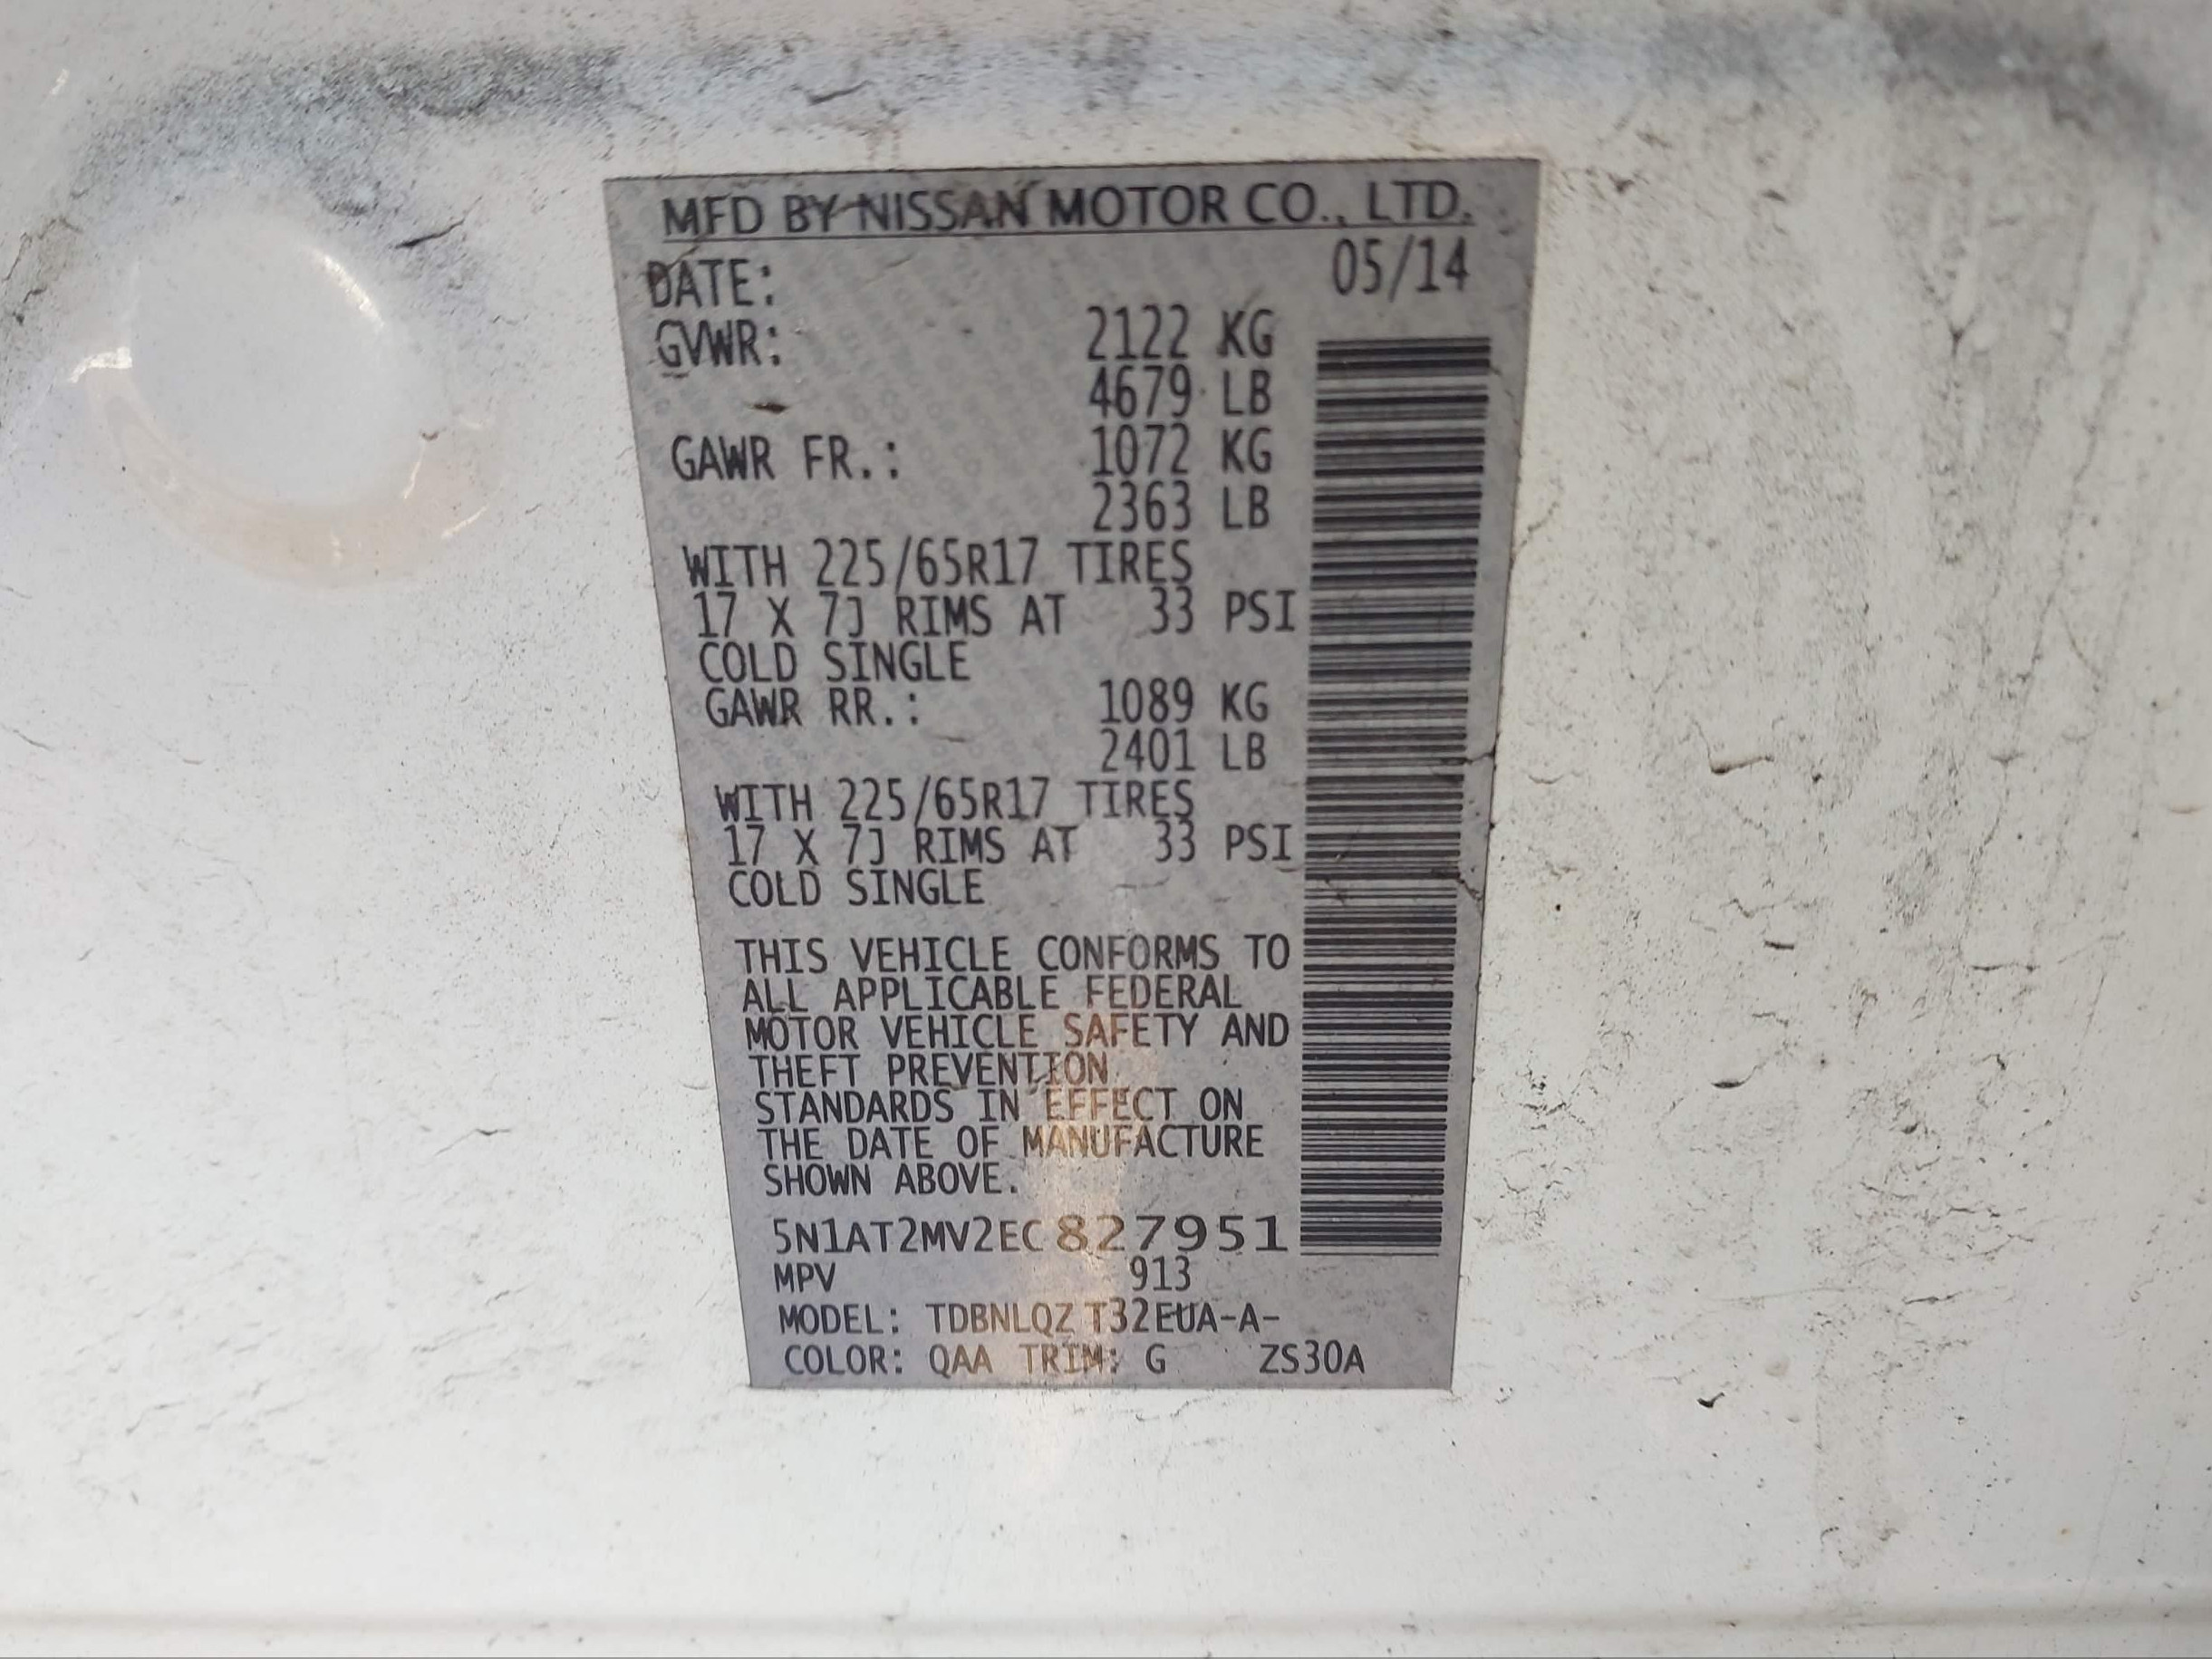 MFD BY NISSAN MOTOR CO., LTD.
DATE: 05/14
GVWR: 2122 KG
4679 LB
GAWR FR.: 1072 KG
2363 LB
WITH 225/65R17 TIRES
17 X 7J RIMS AT 33 PSI
COLD SINGLE
GAWR RR.: 1089 KG
2401 LB
WITH 225/65R17 TIRES
17 X 7J RIMS AT 33 PSI
COLD SINGLE
THIS VEHICLE CONFORMS TO
ALL APPLICABLE FEDERAL
MOTOR VEHICLE SAFETY AND
THEFT PREVENTION
STANDARDS IN EFFECT ON
THE DATE OF MANUFACTURE
SHOWN ABOVE.
5N1AT2MV2EC827951
MPV 913
MODEL: TDBNLQZ T32EUA-A-
COLOR: QAA TRIM: G ZS30A